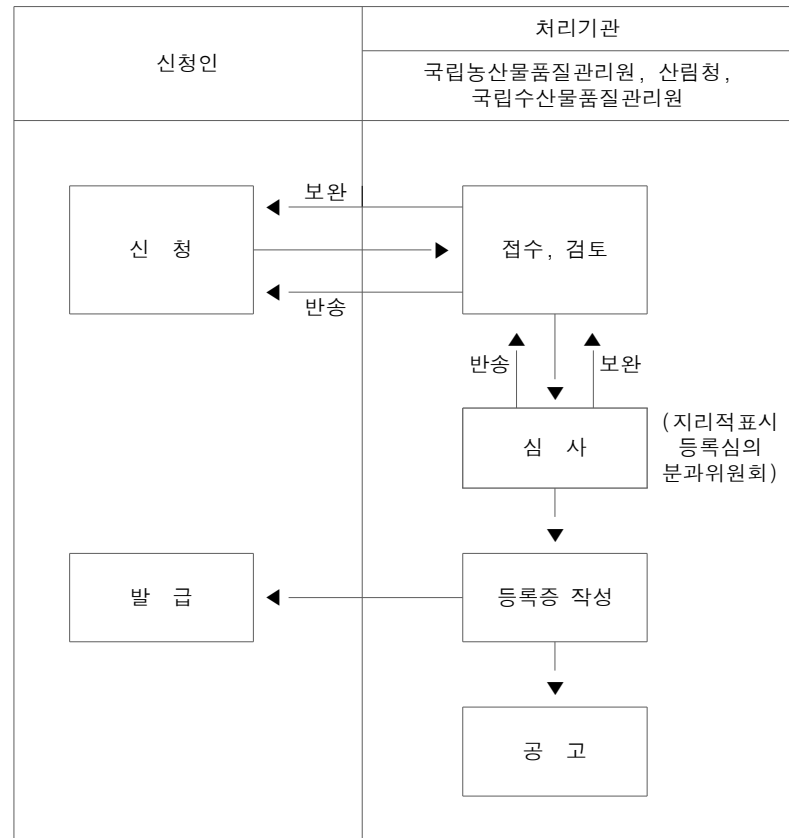 신청인
처리기관
국립농산물품질관리원, 산림청,
국립수산물품질관리원
보완
신 청
접수, 검토
반송
반송
보완
심 사
(지리적표시
등록심의
분과위원회)
발 급
등록증 작성
공 고